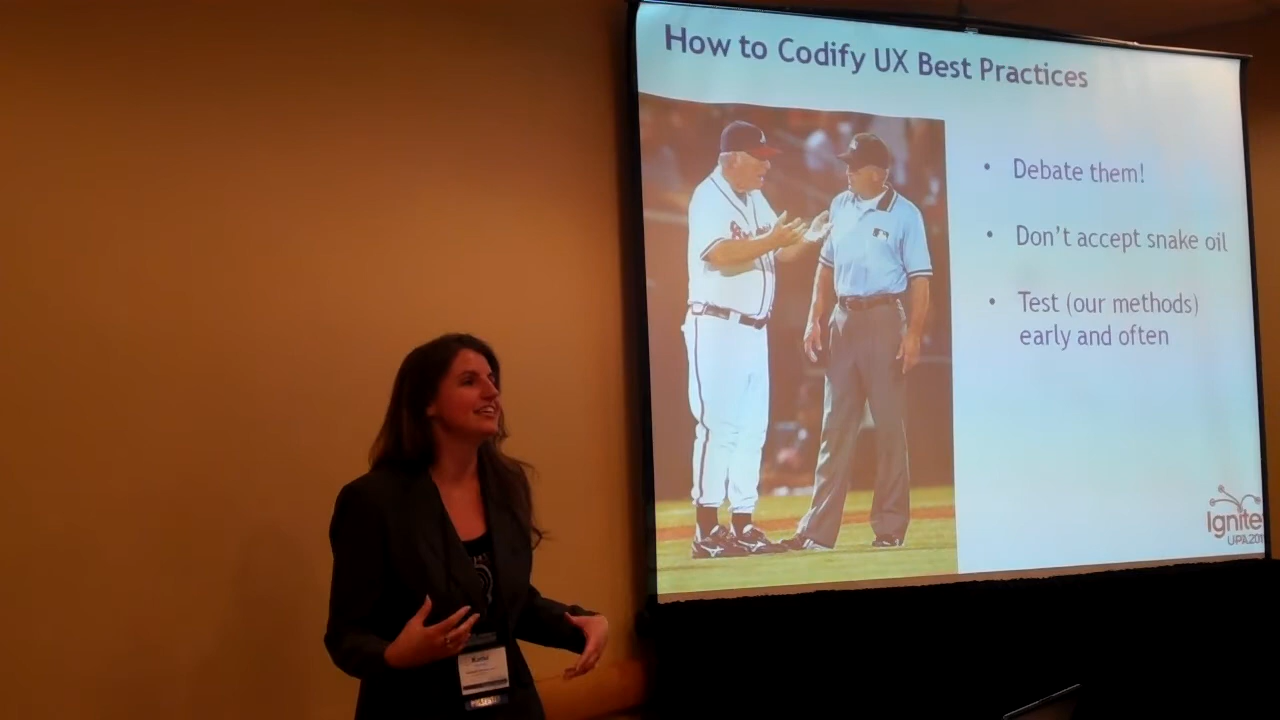 How to Codify UX Best Practices
• Debate them!
• Don't accept snake oil
• Test (our methods)
early and often
Ignite